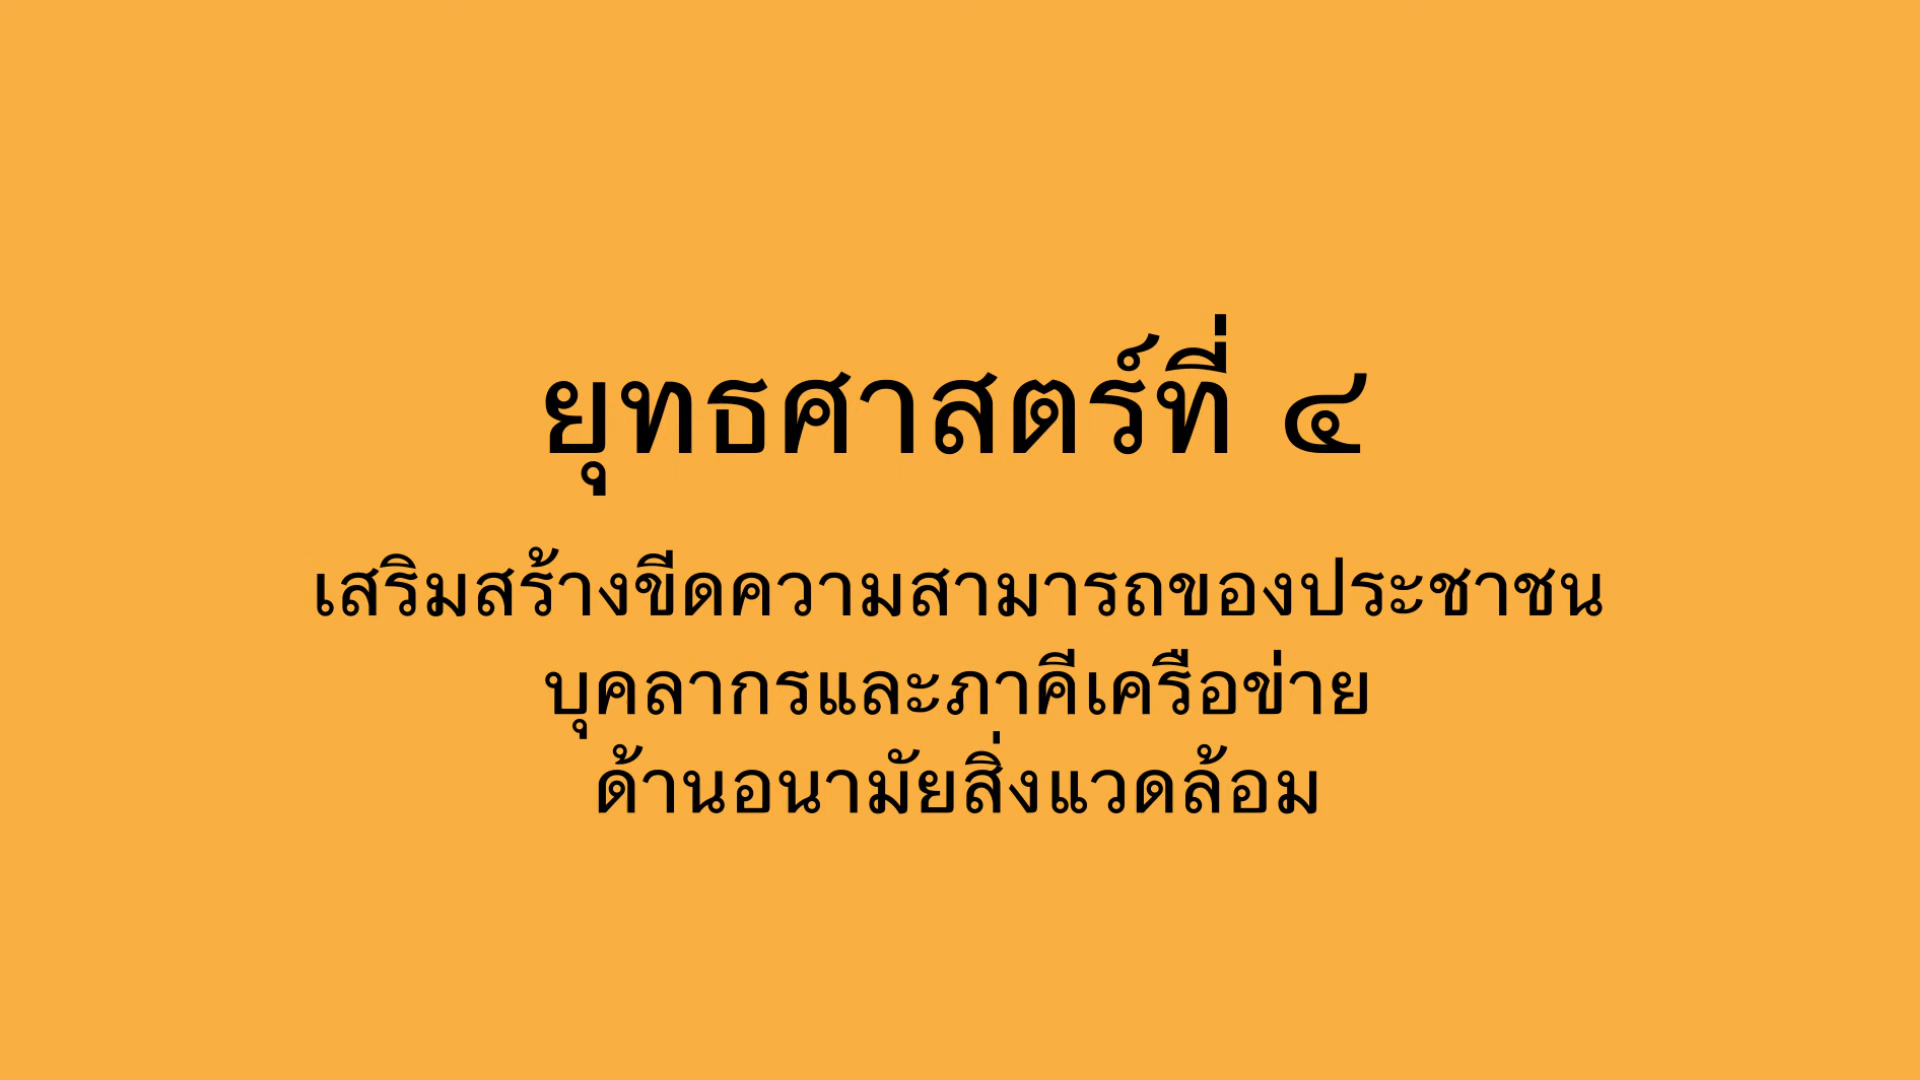 ยุทธศาสตร์ที่ ๔
เสริมสร้างขีดความสามารถของประชาชน
บุคลากรและภาคีเครือข่าย
ด้านอนามัยสิ่งแวดล้อม